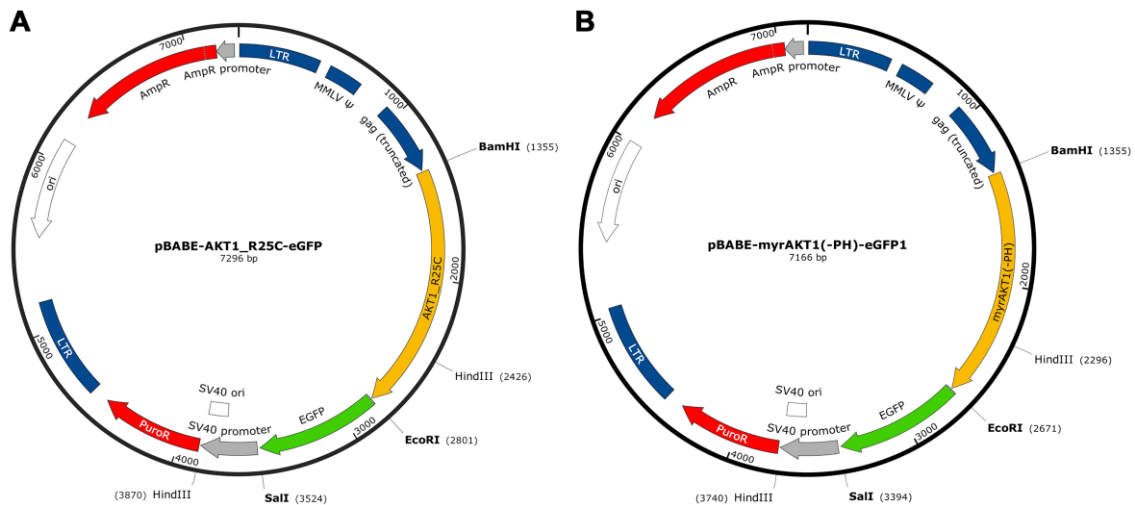 A
7000
LTR
AmpR promoter
AmpR
MMLV Ψ
1000
gag (truncated)
BamHI (1355)
6000
ori
pBABE-AKT1_R25C-eGFP
7296 bp
2000
AKT1_R25C
5000
LTR
HindIII (2426)
SV40 ori
SV40 promoter
EGFP
PuroR
3000
EcoRI (2801)
4000
(3870) HindIII
SalI (3524)
B
7000
LTR
AmpR promoter
AmpR
MMLV Ψ
1000
gag (truncated)
BamHI (1355)
6000
ori
pBABE-myrAKT1(-PH)-eGFP1
7166 bp
2000
myrAKT1(-PH)
5000
LTR
HindIII (2296)
SV40 ori
SV40 promoter
EGFP
PuroR
3000
EcoRI (2671)
4000
(3740) HindIII
SalI (3394)